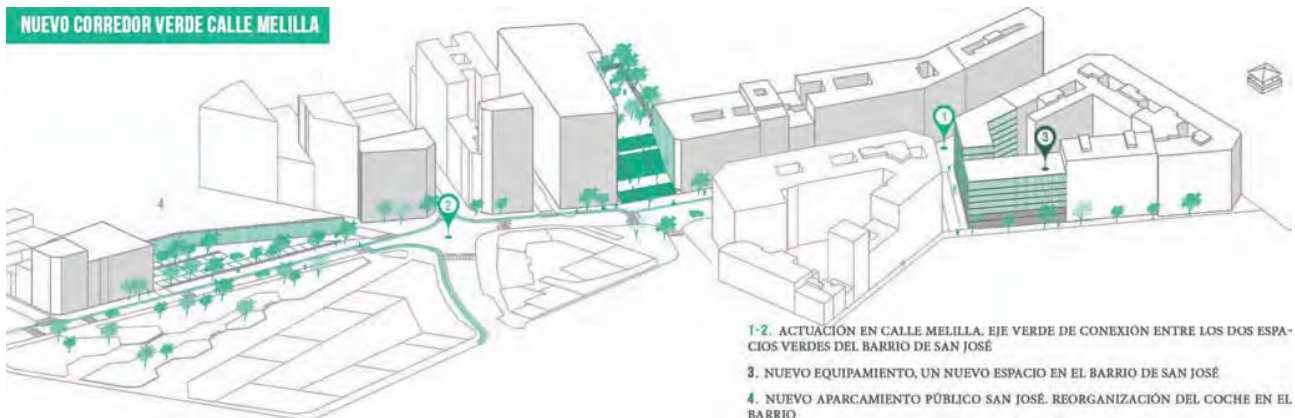 NUEVO CORREDOR VERDE CALLE MELILLA
1
3
2
4
1-2. ACTUACIÓN EN CALLE MELILLA. EJE VERDE DE CONEXIÓN ENTRE LOS DOS ESPA-
CIOS VERDES DEL BARRIO DE SAN JOSÉ
3. NUEVO EQUIPAMIENTO, UN NUEVO ESPACIO EN EL BARRIO DE SAN JOSÉ
4. NUEVO APARCAMIENTO PÚBLICO SAN JOSÉ. REORGANIZACIÓN DEL COCHE EN EL
BARRIO